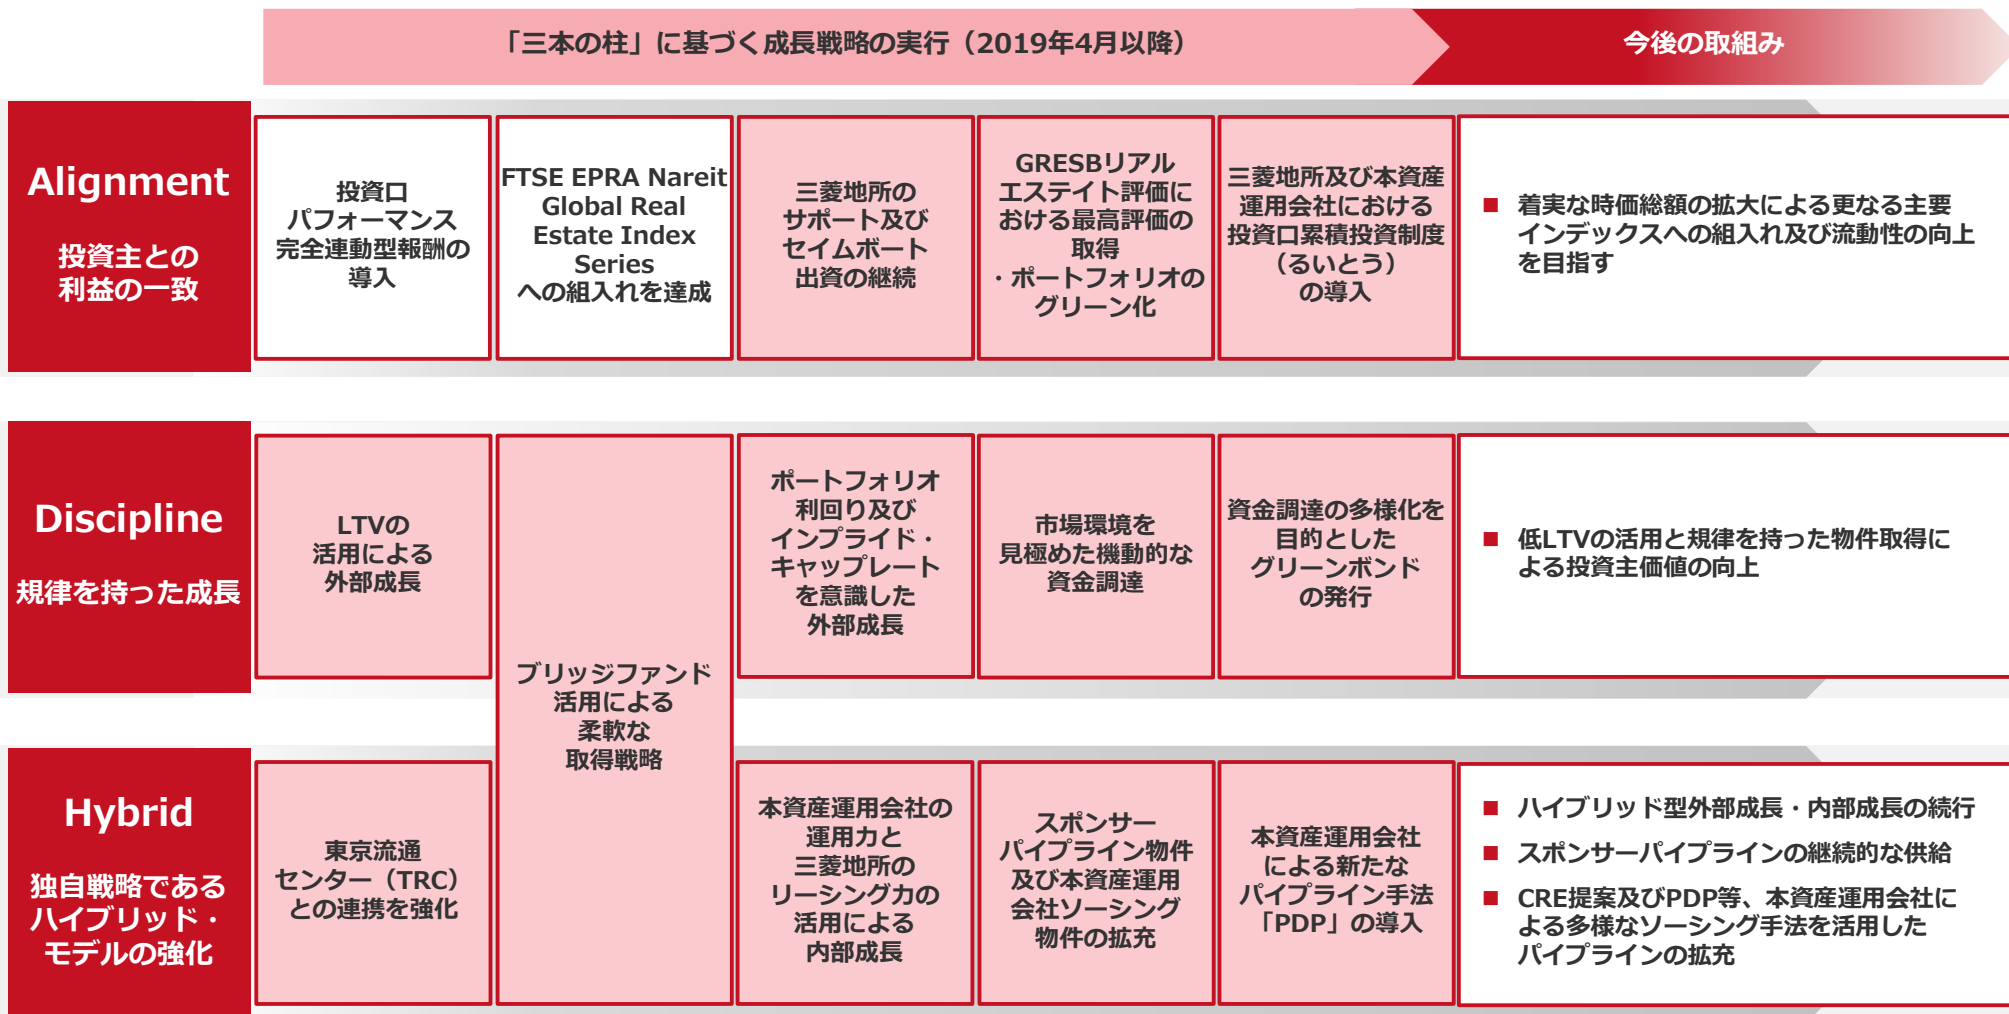 「三本の柱」に基づく成長戦略の実行（2019年4月以降）
今後の取組み
Alignment
投資主との
利益の一致
投資口
パフォーマンス
完全連動型報酬の
導入
FTSE EPRA Nareit
Global Real
Estate Index
Series
への組入れを達成
三菱地所の
サポート及び
セイムボート
出資の継続
GRESBリアル
エステイト評価に
おける最高評価の
取得
・ポートフォリオの
グリーン化
三菱地所及び本資産
運用会社における
投資口累積投資制度
（るいとう）
の導入
■ 着実な時価総額の拡大による更なる主要
インデックスへの組入れ及び流動性の向上
を目指す
Discipline
規律を持った成長
LTVの
活用による
外部成長
ブリッジファンド
活用による
柔軟な
取得戦略
ポートフォリオ
利回り及び
インプライド・
キャップレート
を意識した
外部成長
市場環境を
見極めた機動的な
資金調達
資金調達の多様化を
目的とした
グリーンボンド
の発行
■ 低LTVの活用と規律を持った物件取得に
よる投資主価値の向上
Hybrid
独自戦略である
ハイブリッド・
モデルの強化
東京流通
センター（TRC）
との連携を強化
本資産運用会社の
運用力と
三菱地所の
リーシング力の
活用による
内部成長
スポンサー
パイプライン物件
及び本資産運用
会社ソーシング
物件の拡充
本資産運用会社
による新たな
パイプライン手法
「PDP」の導入
■ ハイブリッド型外部成長・内部成長の続行
■ スポンサーパイプラインの継続的な供給
■ CRE提案及びPDP等、本資産運用会社に
よる多様なソーシング手法を活用した
パイプラインの拡充